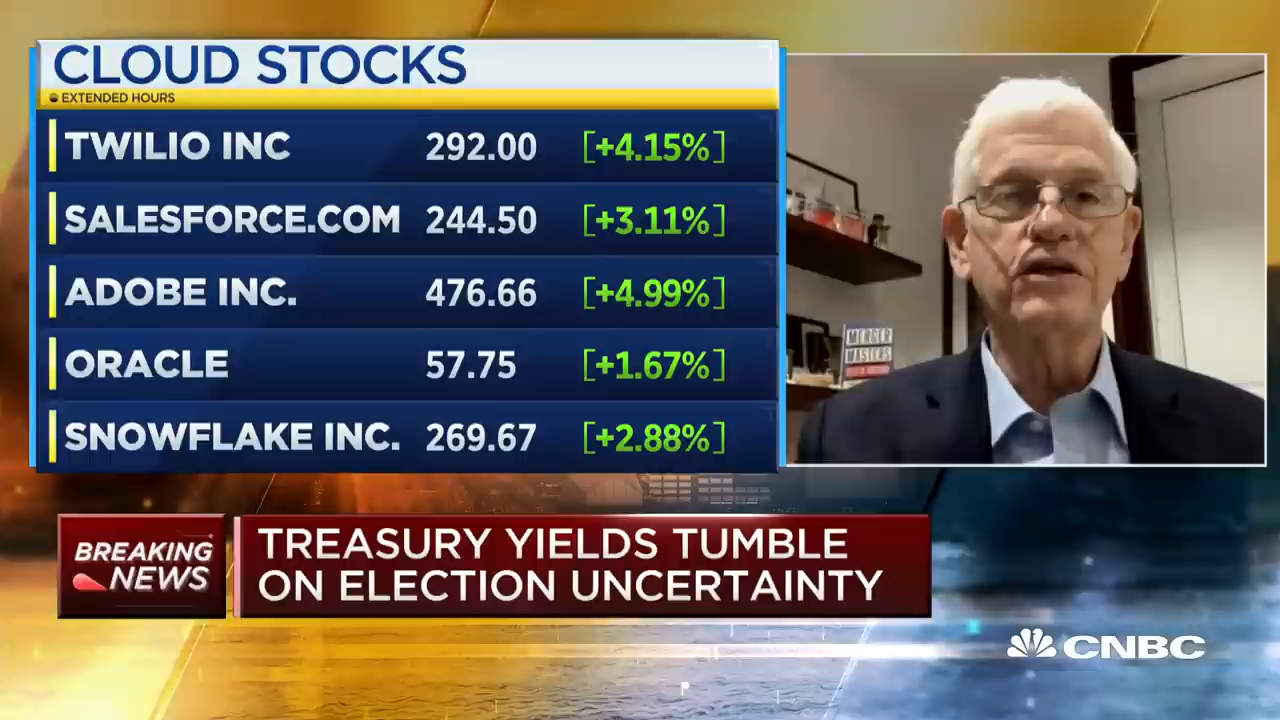 CLOUD STOCKS
EXTENDED HOURS
TWILIO INC 292.00 [+4.15%]
SALESFORCE.COM 244.50 [+3.11%]
ADOBE INC. 476.66 [+4.99%]
ORACLE 57.75 [+1.67%]
SNOWFLAKE INC. 269.67 [+2.88%]
MERGER
MASTERS
BREAKING
NEWS
TREASURY YIELDS TUMBLE
ON ELECTION UNCERTAINTY
CNBC